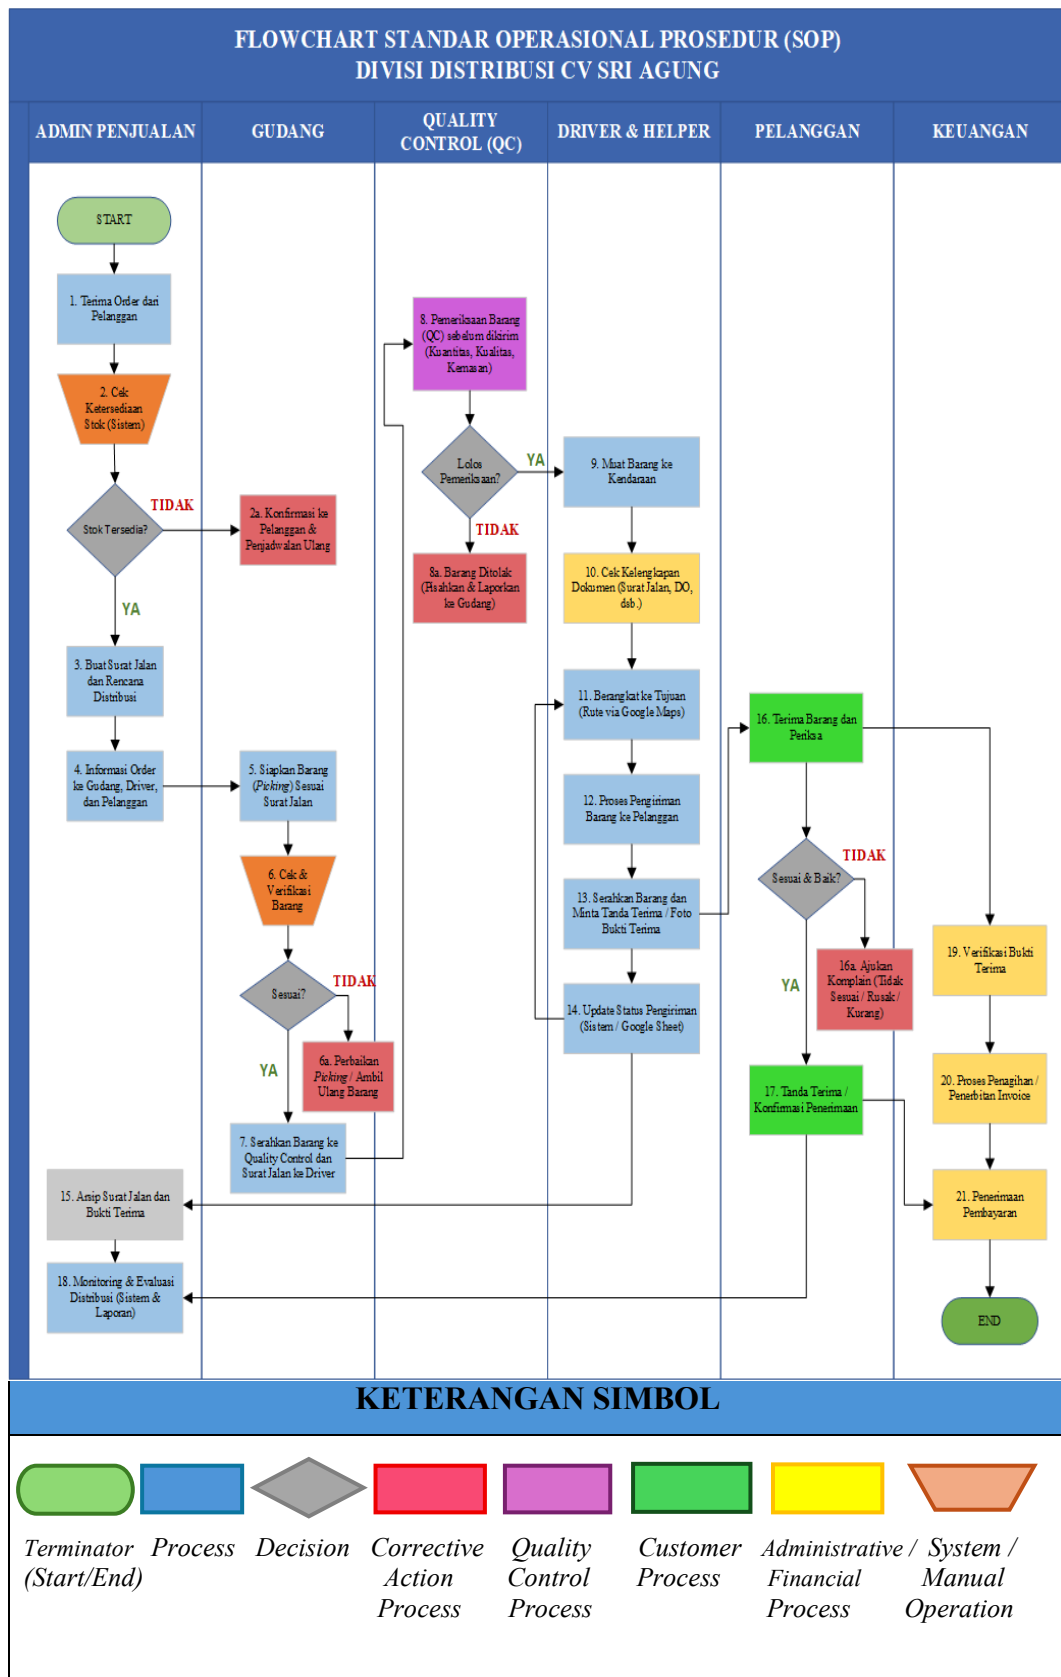 FLOWCHART STANDAR OPERASIONAL PROSEDUR (SOP)
DIVISI DISTRIBUSI CV SRI AGUNG
ADMIN PENJUALAN
GUDANG
QUALITY
CONTROL (QC)
DRIVER & HELPER
PELANGGAN
KEUANGAN
START
1. Terima Order dari
Pelanggan
2. Cek
Ketersediaan
Stok (Sistem)
Stok Tersedia?
TIDAK
YA
2a. Konfirmasi ke
Pelanggan &
Penjadwalan Ulang
3. Buat Surat Jalan
dan Rencana
Distribusi
4. Informasi Order
ke Gudang, Driver,
dan Pelanggan
5. Siapkan Barang
(Picking) Sesuai
Surat Jalan
6. Cek &
Verifikasi
Barang
Sesuai?
TIDAK
YA
6a. Perbaikan
Picking / Ambil
Ulang Barang
7. Serahkan Barang ke
Quality Control dan
Surat Jalan ke Driver
8. Pemeriksaan Barang
(QC) sebelum dikirim
(Kuantitas, Kualitas,
Kemasan)
Lolos
Pemeriksaan?
YA
TIDAK
8a. Barang Ditolak
(Pisahkan & Laporkan
ke Gudang)
9. Muat Barang ke
Kendaraan
10. Cek Kelengkapan
Dokumen (Surat Jalan, DO,
dsb.)
11. Berangkat ke Tujuan
(Rute via Google Maps)
12. Proses Pengiriman
Barang ke Pelanggan
13. Serahkan Barang dan
Minta Tanda Terima / Foto
Bukti Terima
14. Update Status Pengiriman
(Sistem / Google Sheet)
15. Arsip Surat Jalan dan
Bukti Terima
16. Terima Barang dan
Periksa
Sesuai & Baik?
TIDAK
YA
16a. Ajukan
Komplain (Tidak
Sesuai / Rusak /
Kurang)
17. Tanda Terima /
Konfirmasi Penerimaan
18. Monitoring & Evaluasi
Distribusi (Sistem &
Laporan)
19. Verifikasi Bukti
Terima
20. Proses Penagihan /
Penerbitan Invoice
21. Penerimaan
Pembayaran
END
KETERANGAN SIMBOL
Terminator
(Start/End)
Process
Decision
Corrective
Action
Process
Quality
Control
Process
Customer
Process
Administrative /
Financial
Process
System /
Manual
Operation